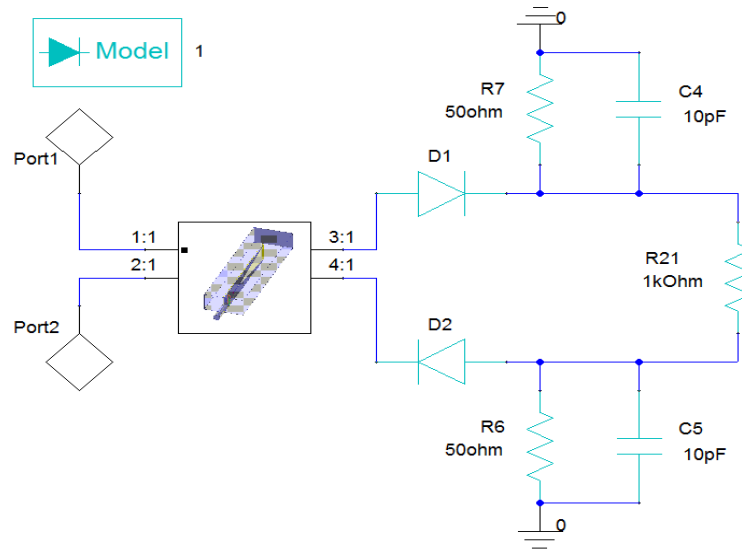 0
Model
1
R7
50ohm
C4
10pF
Port1
D1
1:1
3:1
2:1
4:1
R21
1kOhm
Port2
D2
R6
50ohm
C5
10pF
0